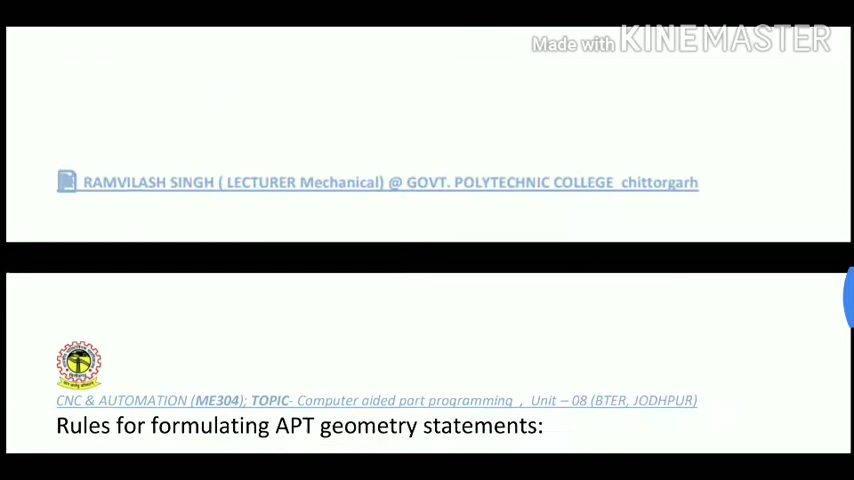 Made with KINEMASTER
RAMVILASH SINGH ( LECTURER Mechanical) @ GOVT. POLYTECHNIC COLLEGE chittorgarh
CNC & AUTOMATION (ME304); TOPIC- Computer aided part programming , Unit – 08 (BTER, JODHPUR)
Rules for formulating APT geometry statements: